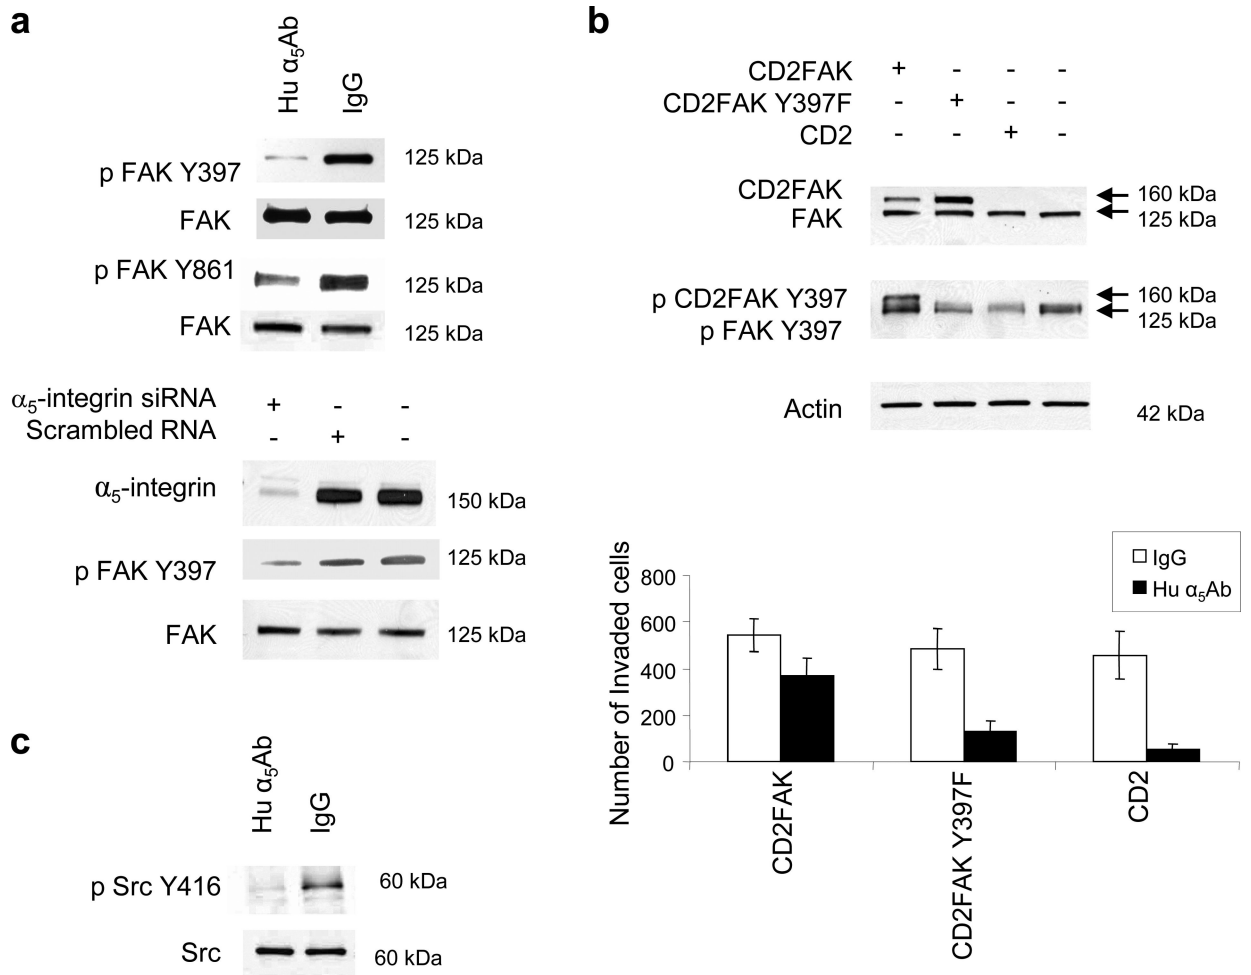 a
Hu α5Ab
IgG
p FAK Y397
125 kDa
FAK
125 kDa
p FAK Y861
125 kDa
FAK
125 kDa
α5-integrin siRNA + - -
Scrambled RNA - + -
α5-integrin
150 kDa
p FAK Y397
125 kDa
FAK
125 kDa
b
CD2FAK + - - -
CD2FAK Y397F - + - -
CD2 - - + -
CD2FAK
160 kDa
FAK
125 kDa
p CD2FAK Y397
160 kDa
p FAK Y397
125 kDa
Actin
42 kDa
Number of Invaded cells
800
600
400
200
0
IgG
Hu α5Ab
CD2FAK
CD2FAK Y397F
CD2
c
Hu α5Ab
IgG
p Src Y416
60 kDa
Src
60 kDa